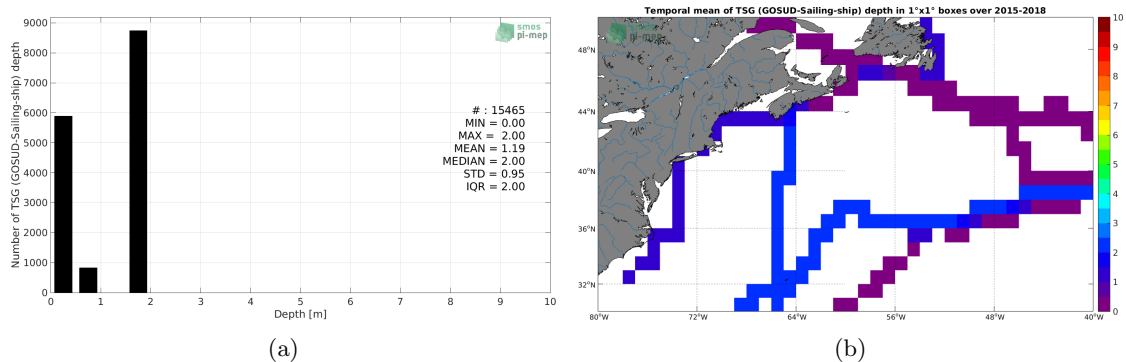 Number of TSG (GOSUD-Sailing-ship) depth
9000
8000
7000
6000
5000
4000
3000
2000
1000
0
0 1 2 3 4 5 6 7 8 9 10
Depth [m]
smos
pi-mep
# : 15465
MIN = 0.00
MAX = 2.00
MEAN = 1.19
MEDIAN = 2.00
STD = 0.95
IQR = 2.00
(a)
Temporal mean of TSG (GOSUD-Sailing-ship) depth in 1°x1° boxes over 2015-2018
smos
pi-mep
48°N
44°N
40°N
36°N
32°N
80°W 72°W 64°W 56°W 48°W 40°W
10
9
8
7
6
5
4
3
2
1
0
(b)